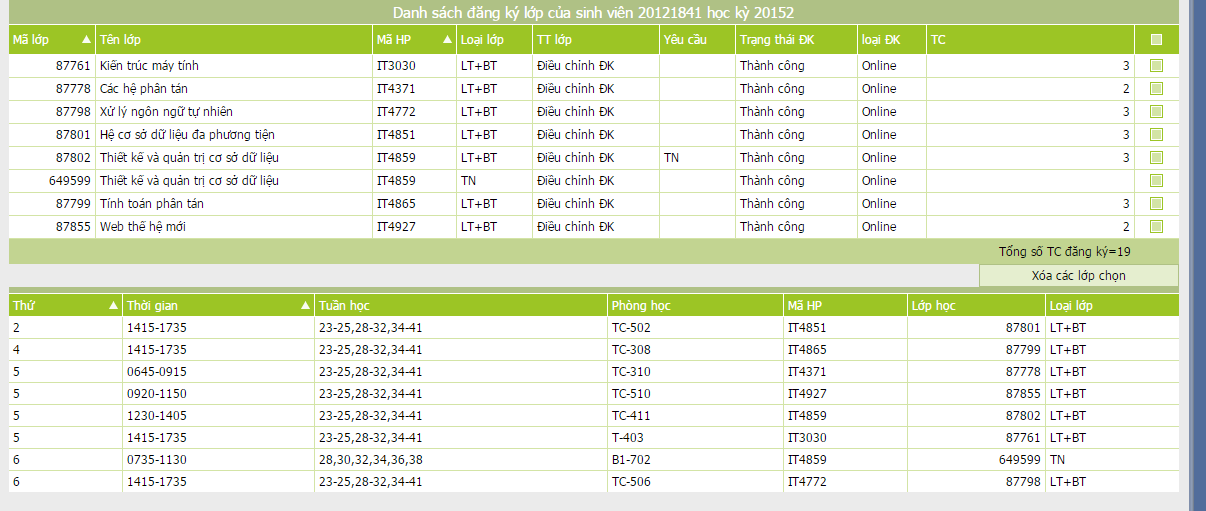 Danh sách đăng ký lớp của sinh viên 20121841 học kỳ 20152
Mã lớp Tên lớp Mã HP Loại lớp TT lớp Yêu cầu Trạng thái ĐK loại ĐK TC
87761 Kiến trúc máy tính IT3030 LT+BT Điều chỉnh ĐK Thành công Online 3
87778 Các hệ phân tán IT4371 LT+BT Điều chỉnh ĐK Thành công Online 2
87798 Xử lý ngôn ngữ tự nhiên IT4772 LT+BT Điều chỉnh ĐK Thành công Online 3
87801 Hệ cơ sở dữ liệu đa phương tiện IT4851 LT+BT Điều chỉnh ĐK Thành công Online 3
87802 Thiết kế và quản trị cơ sở dữ liệu IT4859 LT+BT Điều chỉnh ĐK TN Thành công Online 3
649599 Thiết kế và quản trị cơ sở dữ liệu IT4859 TN Điều chỉnh ĐK Thành công Online
87799 Tính toán phân tán IT4865 LT+BT Điều chỉnh ĐK Thành công Online 3
87855 Web thế hệ mới IT4927 LT+BT Điều chỉnh ĐK Thành công Online 2
Tổng số TC đăng ký=19
Xóa các lớp chọn
Thứ Thời gian Tuần học Phòng học Mã HP Lớp học Loại lớp
2 1415-1735 23-25,28-32,34-41 TC-502 IT4851 87801 LT+BT
4 1415-1735 23-25,28-32,34-41 TC-308 IT4865 87799 LT+BT
5 0645-0915 23-25,28-32,34-41 TC-310 IT4371 87778 LT+BT
5 0920-1150 23-25,28-32,34-41 TC-510 IT4927 87855 LT+BT
5 1230-1405 23-25,28-32,34-41 TC-411 IT4859 87802 LT+BT
5 1415-1735 23-25,28-32,34-41 T-403 IT3030 87761 LT+BT
6 0735-1130 28,30,32,34,36,38 B1-702 IT4859 649599 TN
6 1415-1735 23-25,28-32,34-41 TC-506 IT4772 87798 LT+BT